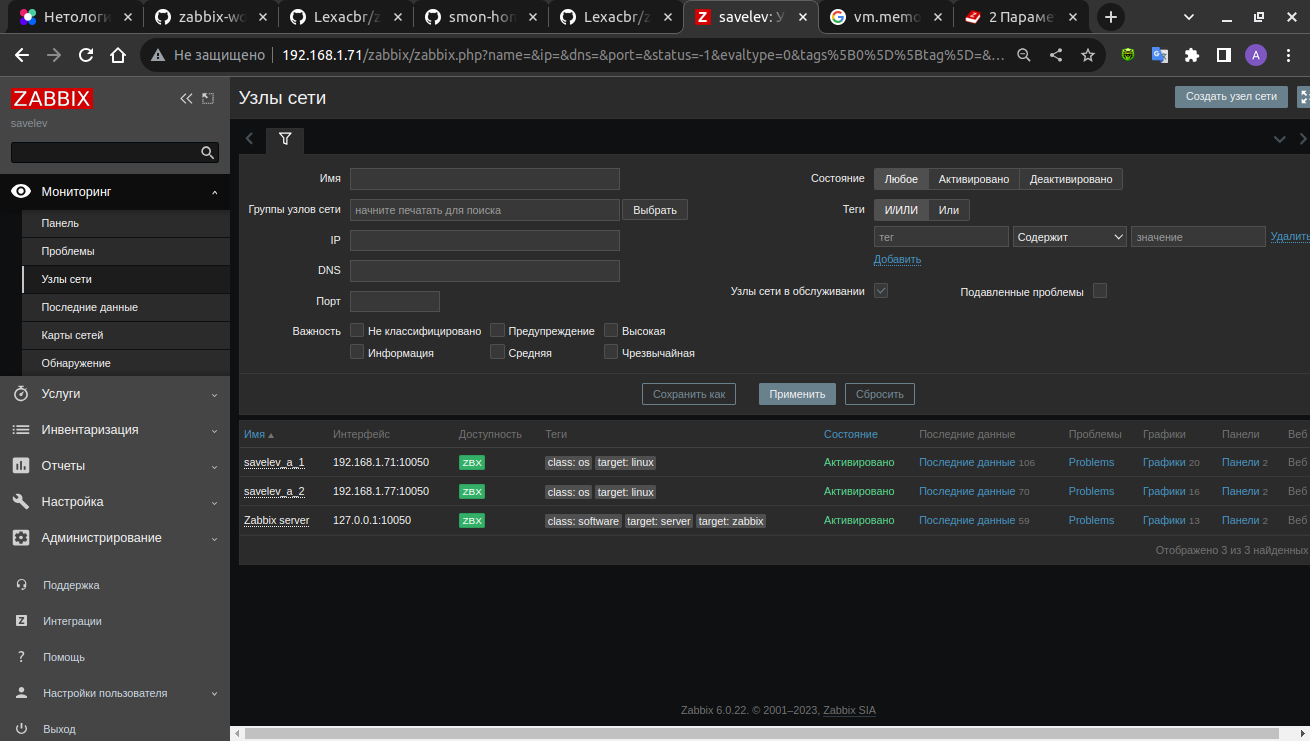 Нетологи
zabbix-wo
Lexacbr/z
smon-hon
Lexacbr/z
savelev: У
vm.memo
2 Параме
Не защищено 192.168.1.71/zabbix/zabbix.php?name=&ip=&dns=&port=&status=-1&evaltype=0&tags%5B0%5D%5Btag%5D=&...
A
ZABBIX
savelev
Мониторинг
Панель
Проблемы
Узлы сети
Последние данные
Карты сетей
Обнаружение
Услуги
Инвентаризация
Отчеты
Настройка
Администрирование
Поддержка
Интеграции
Помощь
Настройки пользователя
Выход
Узлы сети
Создать узел сети
Имя
Группы узлов сети начните печатать для поиска Выбрать
IP
DNS
Порт
Важность Не классифицировано Предупреждение Высокая
Информация Средняя Чрезвычайная
Состояние Любое Активировано Деактивировано
Теги И/ИЛИ Или
тег Содержит значение Удалить
Добавить
Узлы сети в обслуживании Подавленные проблемы
Сохранить как Применить Сбросить
Имя Интерфейс Доступность Теги Состояние Последние данные Проблемы Графики Панели Веб
savelev_a_1 192.168.1.71:10050 ZBX class: os target: linux Активировано Последние данные 106 Problems Графики 20 Панели 2 Веб
savelev_a_2 192.168.1.77:10050 ZBX class: os target: linux Активировано Последние данные 70 Problems Графики 16 Панели 2 Веб
Zabbix server 127.0.0.1:10050 ZBX class: software target: server target: zabbix Активировано Последние данные 59 Problems Графики 13 Панели 2 Веб
Отображено 3 из 3 найденных
Zabbix 6.0.22. © 2001–2023, Zabbix SIA